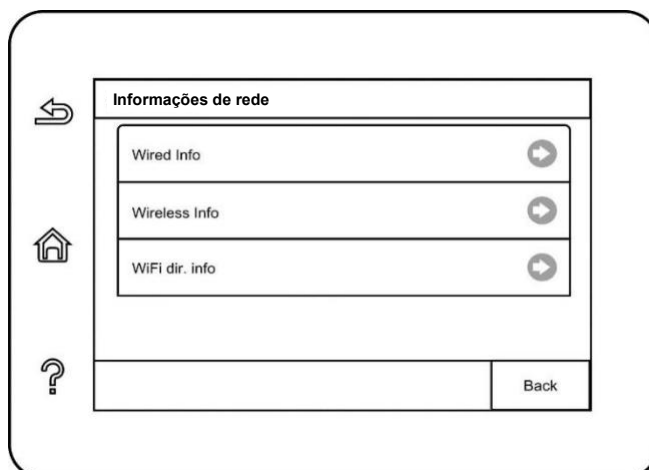 Informações de rede
Wired Info
Wireless Info
WiFi dir. info
Back